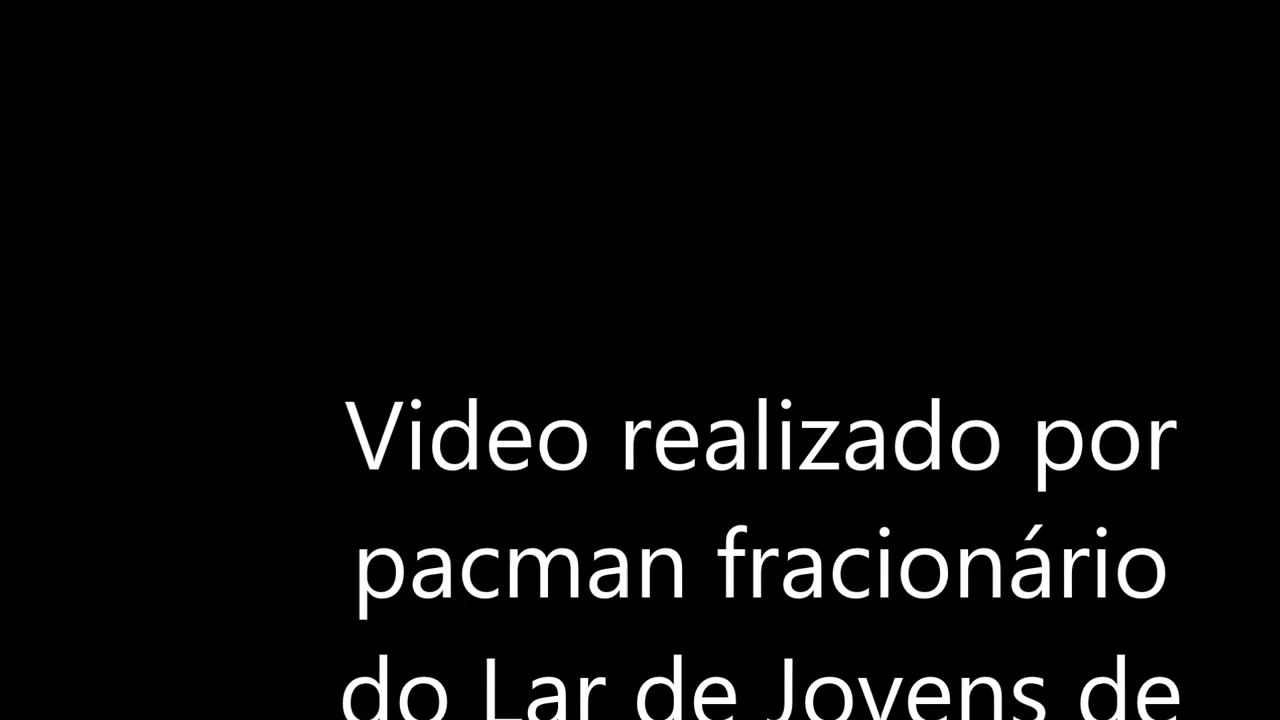 Video realizado por
pacman fracionário
do Lar de Jovens de